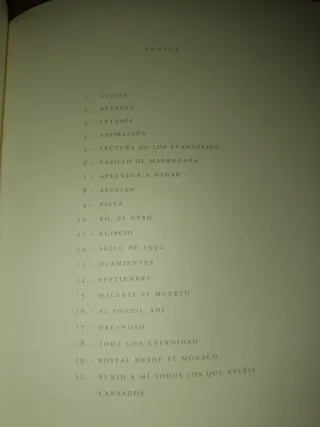 ÍNDICE
1.- ALQUÍS
2.- RETRATO
3.- LETANÍA
4.- ASPIRACIÓN
5.- LECTURA DE LOS EVANGELIOS
6.- PASILLO DE MADRUGADA
7.- APRENDER A NADAR
8.-
9.- PIETÀ
10.- YO, EL OTRO
11.- EGIPCIO
12.- SELLO DE 1992
13.- DURMIENTES
14.- SEPTIEMBRE
15.- HACERSE EL MUERTO
16.- AL FONDO, AHÍ
17.- ORFANDAD
18.- TODA UNA ETERNIDAD
19.- POSTAL DESDE EL MÓNACO
20.- VENID A MÍ TODOS LOS QUE ESTÉIS
CANSADOS